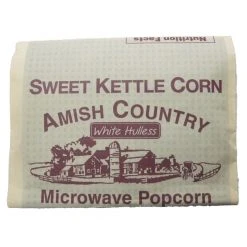 Nutrition Facts
SWEET KETTLE CORN
AMISH COUNTRY
White Hulless
Microwave Popcorn